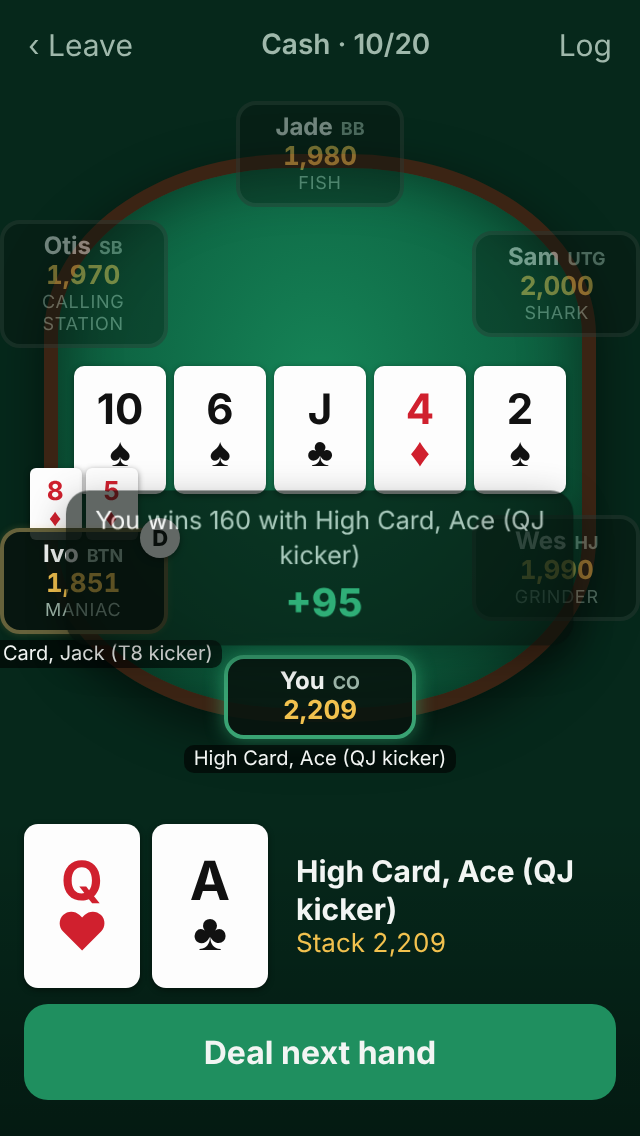 ‹ Leave
Cash · 10/20
Log
Jade BB
1,980
FISH
Otis SB
1,970
CALLING
STATION
Sam UTG
2,000
SHARK
10 6 J 4 2
8 5
You wins 160 with High Card, Ace (QJ
kicker)
+95
D
Ivo BTN
1,851
MANIAC
Wes HJ
1,990
GRINDER
Card, Jack (T8 kicker)
You CO
2,209
High Card, Ace (QJ kicker)
Q A
High Card, Ace (QJ
kicker)
Stack 2,209
Deal next hand